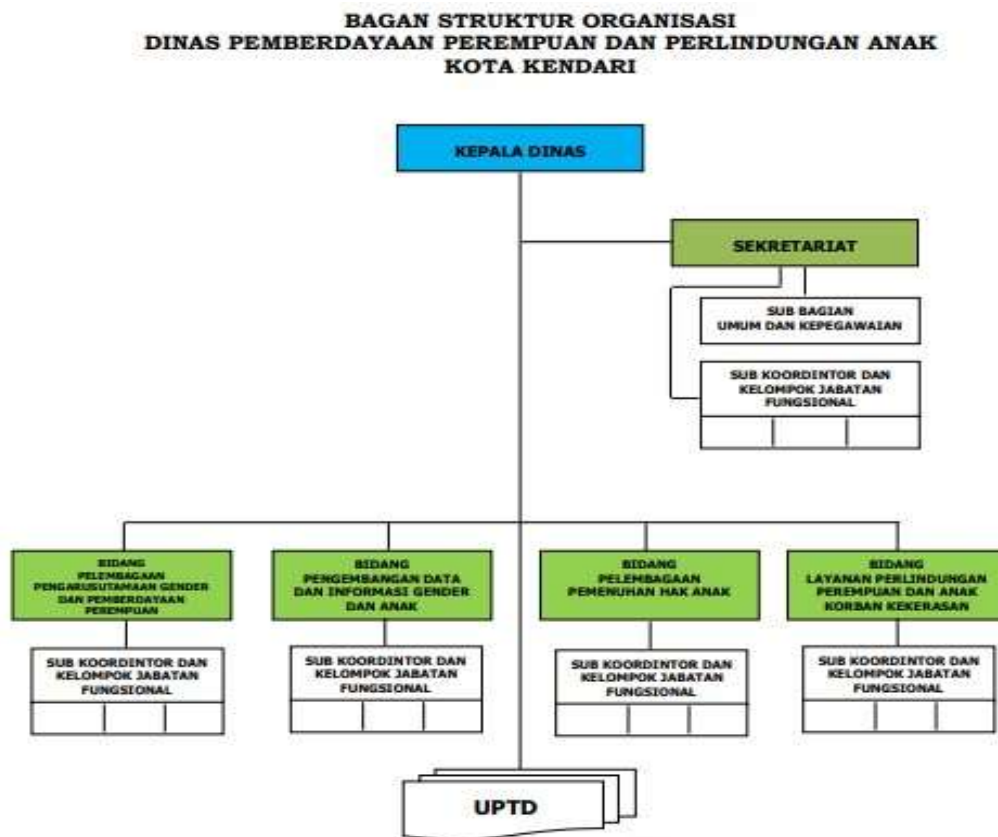 BAGAN STRUKTUR ORGANISASI
DINAS PEMBERDAYAAN PEREMPUAN DAN PERLINDUNGAN ANAK
KOTA KENDARI
KEPALA DINAS
SEKRETARIAT
SUB BAGIAN
UMUM DAN KEPEGAWAIAN
SUB KOORDINTOR DAN
KELOMPOK JABATAN
FUNGSIONAL
BIDANG
PELEMBAGAAN
PENGARUSUTAMAAN GENDER
DAN PEMBERDAYAAN
PEREMPUAN
BIDANG
PENGEMBANGAN DATA
DAN INFORMASI GENDER
DAN ANAK
BIDANG
PELEMBAGAAN
PEMENUHAN HAK ANAK
BIDANG
LAYANAN PERLINDUNGAN
PEREMPUAN DAN ANAK
KORBAN KEKERASAN
SUB KOORDINTOR DAN
KELOMPOK JABATAN
FUNGSIONAL
SUB KOORDINTOR DAN
KELOMPOK JABATAN
FUNGSIONAL
SUB KOORDINTOR DAN
KELOMPOK JABATAN
FUNGSIONAL
SUB KOORDINTOR DAN
KELOMPOK JABATAN
FUNGSIONAL
UPTD